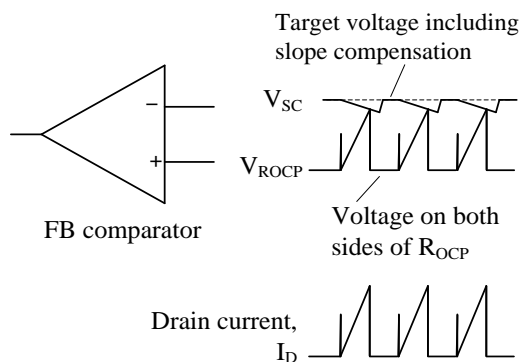 Target voltage including
slope compensation
V_SC
−
+
V_ROCP
FB comparator
Voltage on both
sides of R_OCP
Drain current,
I_D